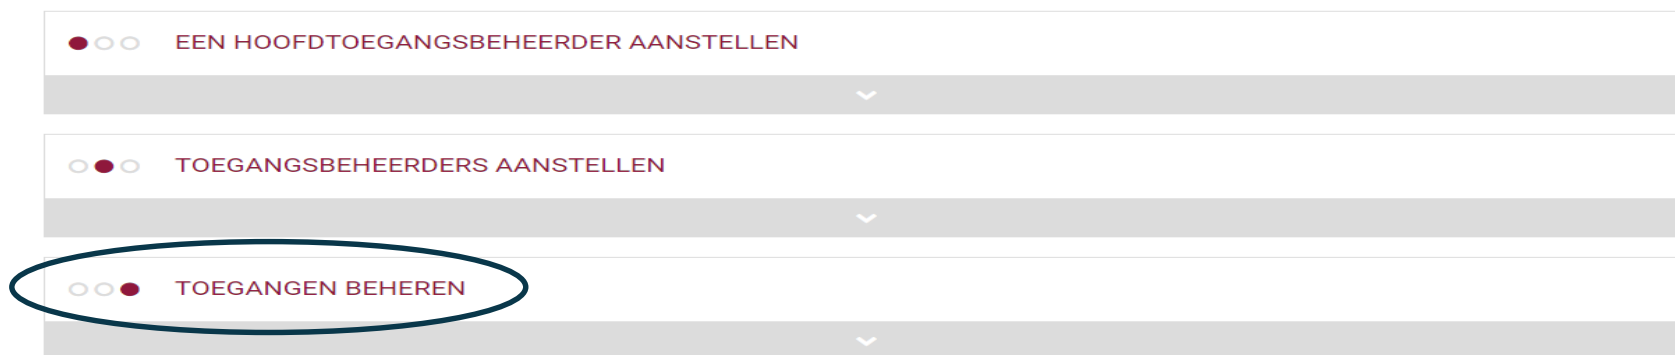 EEN HOOFDTOEGANGSBEHEERDER AANSTELLEN
TOEGANGSBEHEERDERS AANSTELLEN
TOEGANGEN BEHEREN